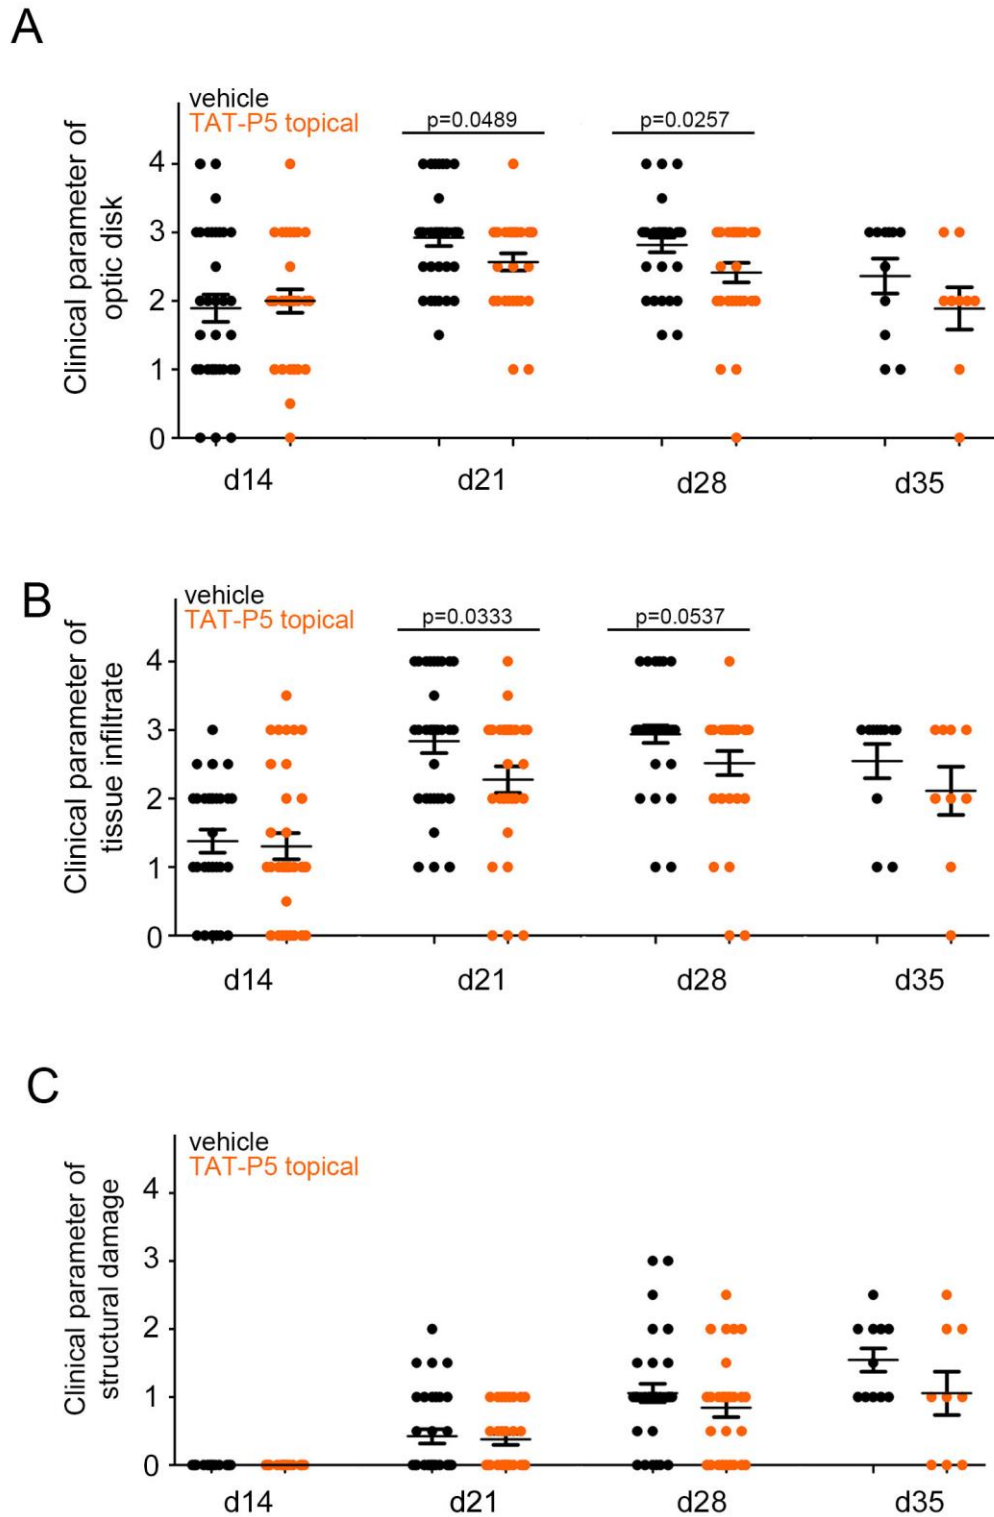 A
vehicle
TAT-P5 topical
p=0.0489
p=0.0257
Clinical parameter of
optic disk
4
3
2
1
0
d14
d21
d28
d35
B
vehicle
TAT-P5 topical
p=0.0333
p=0.0537
Clinical parameter of
tissue infiltrate
4
3
2
1
0
d14
d21
d28
d35
C
vehicle
TAT-P5 topical
Clinical parameter of
structural damage
4
3
2
1
0
d14
d21
d28
d35